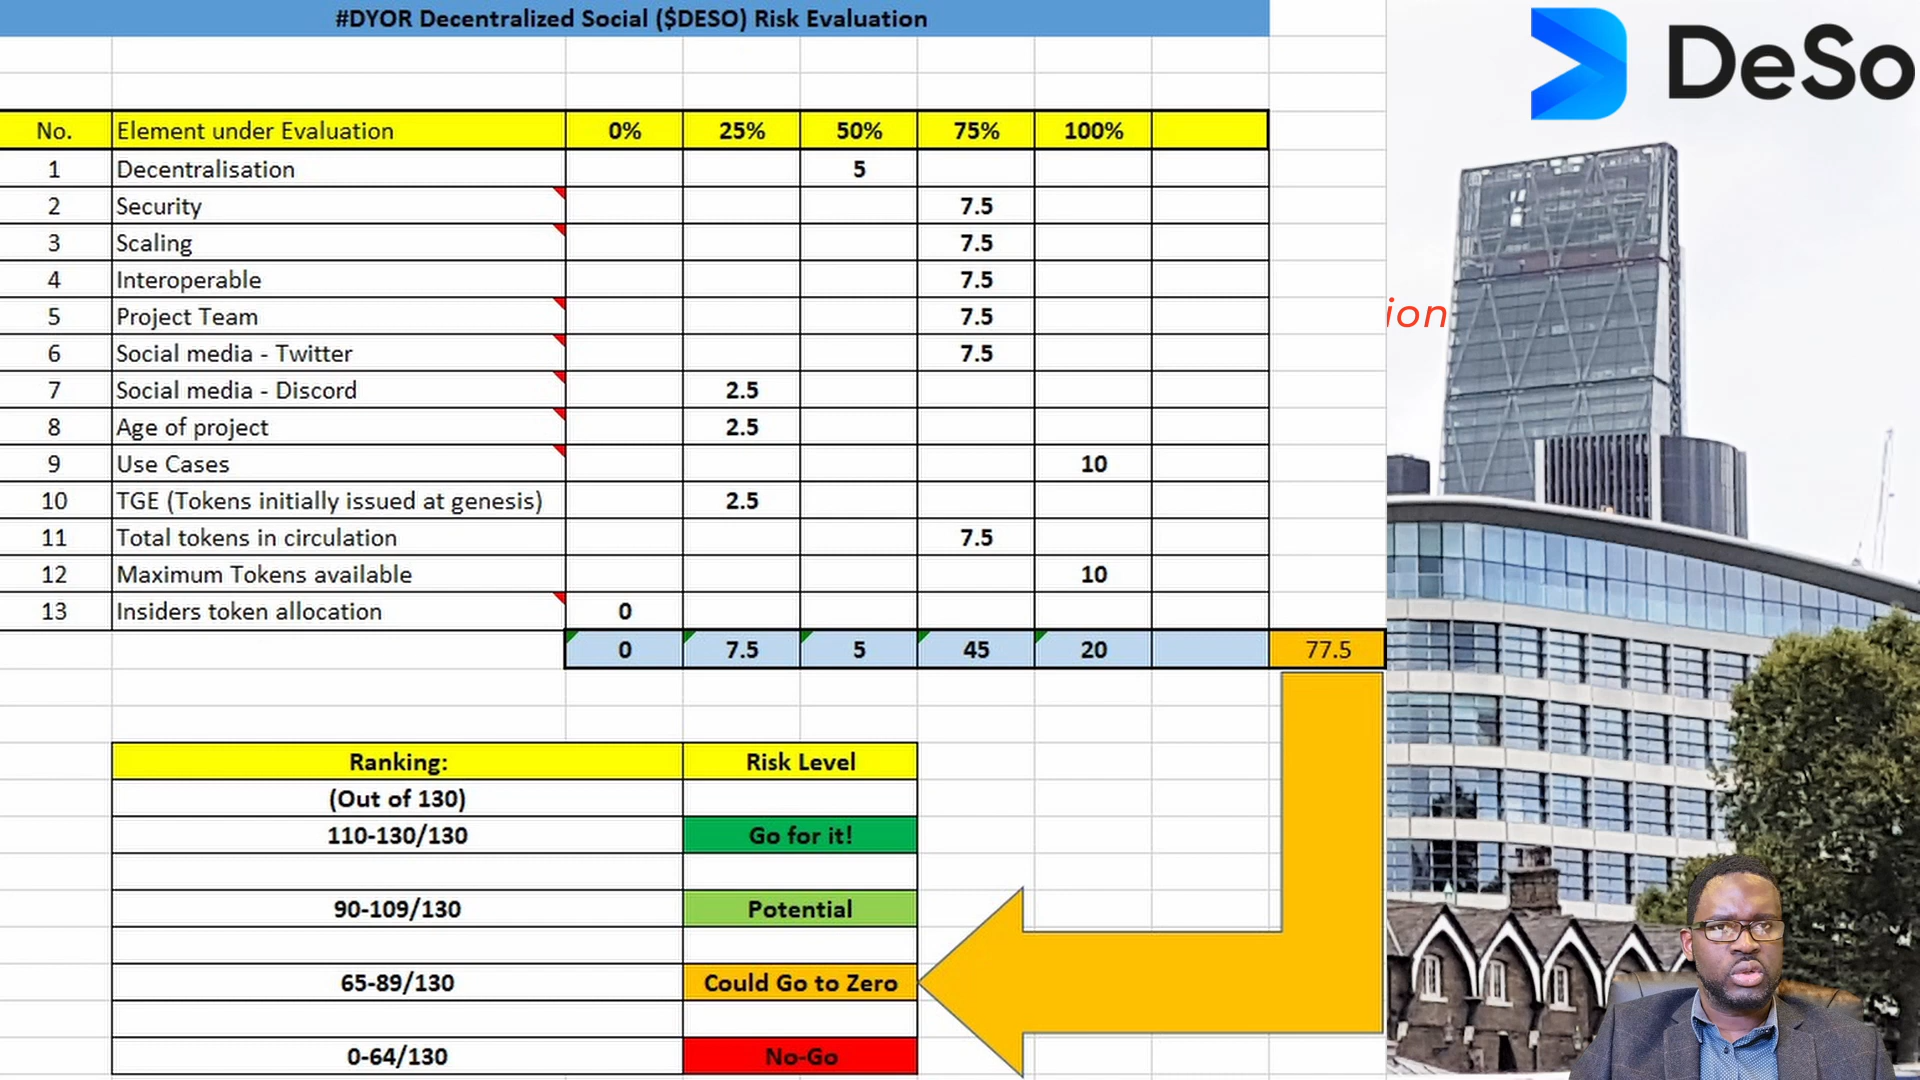 #DYOR Decentralized Social ($DESO) Risk Evaluation
DeSo
No. Element under Evaluation 0% 25% 50% 75% 100%
1 Decentralisation 5
2 Security 7.5
3 Scaling 7.5
4 Interoperable 7.5
ion
5 Project Team 7.5
6 Social media - Twitter 7.5
7 Social media - Discord 2.5
8 Age of project 2.5
9 Use Cases 10
10 TGE (Tokens initially issued at genesis) 2.5
11 Total tokens in circulation 7.5
12 Maximum Tokens available 10
13 Insiders token allocation 0
0 7.5 5 45 20 77.5
Ranking: Risk Level
(Out of 130)
110-130/130 Go for it!
90-109/130 Potential
65-89/130 Could Go to Zero
0-64/130 No-Go